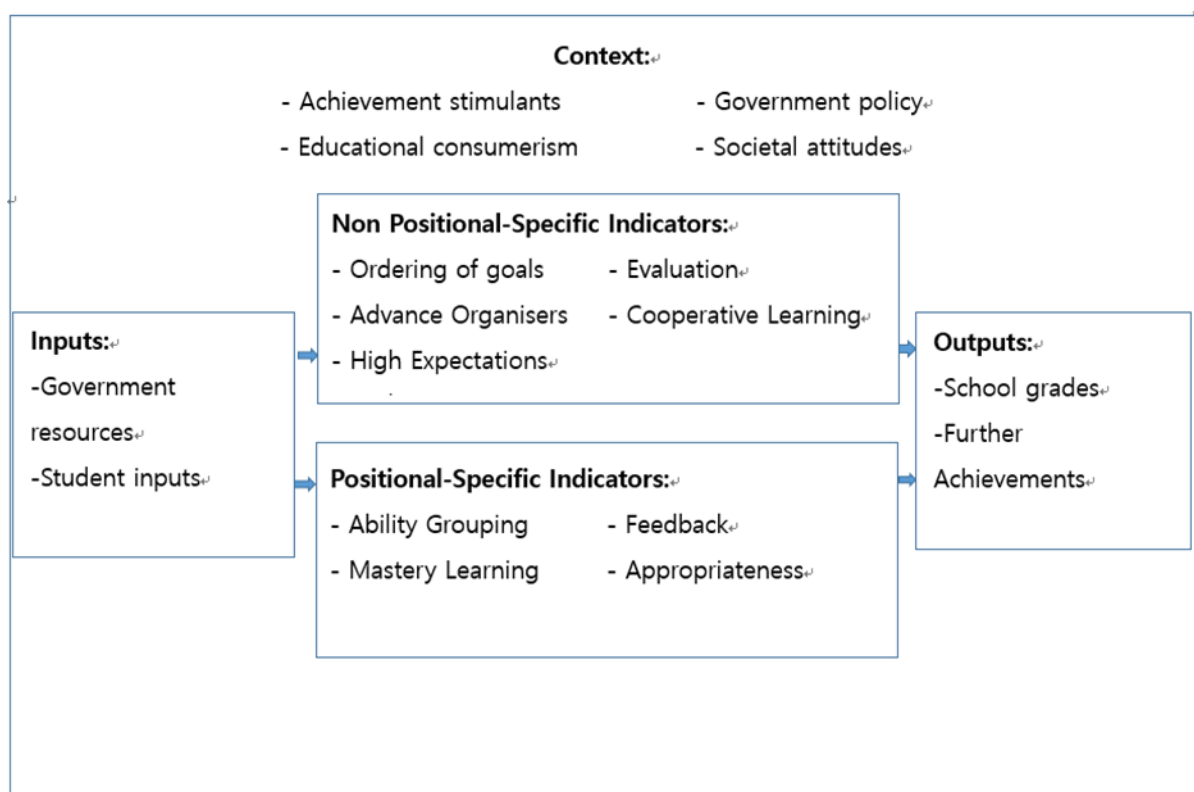 Context:
- Achievement stimulants - Government policy
- Educational consumerism - Societal attitudes
Non Positional-Specific Indicators:
- Ordering of goals - Evaluation
- Advance Organisers - Cooperative Learning
- High Expectations
Inputs:
-Government
resources
-Student inputs
Positional-Specific Indicators:
- Ability Grouping - Feedback
- Mastery Learning - Appropriateness
Outputs:
-School grades
-Further
Achievements